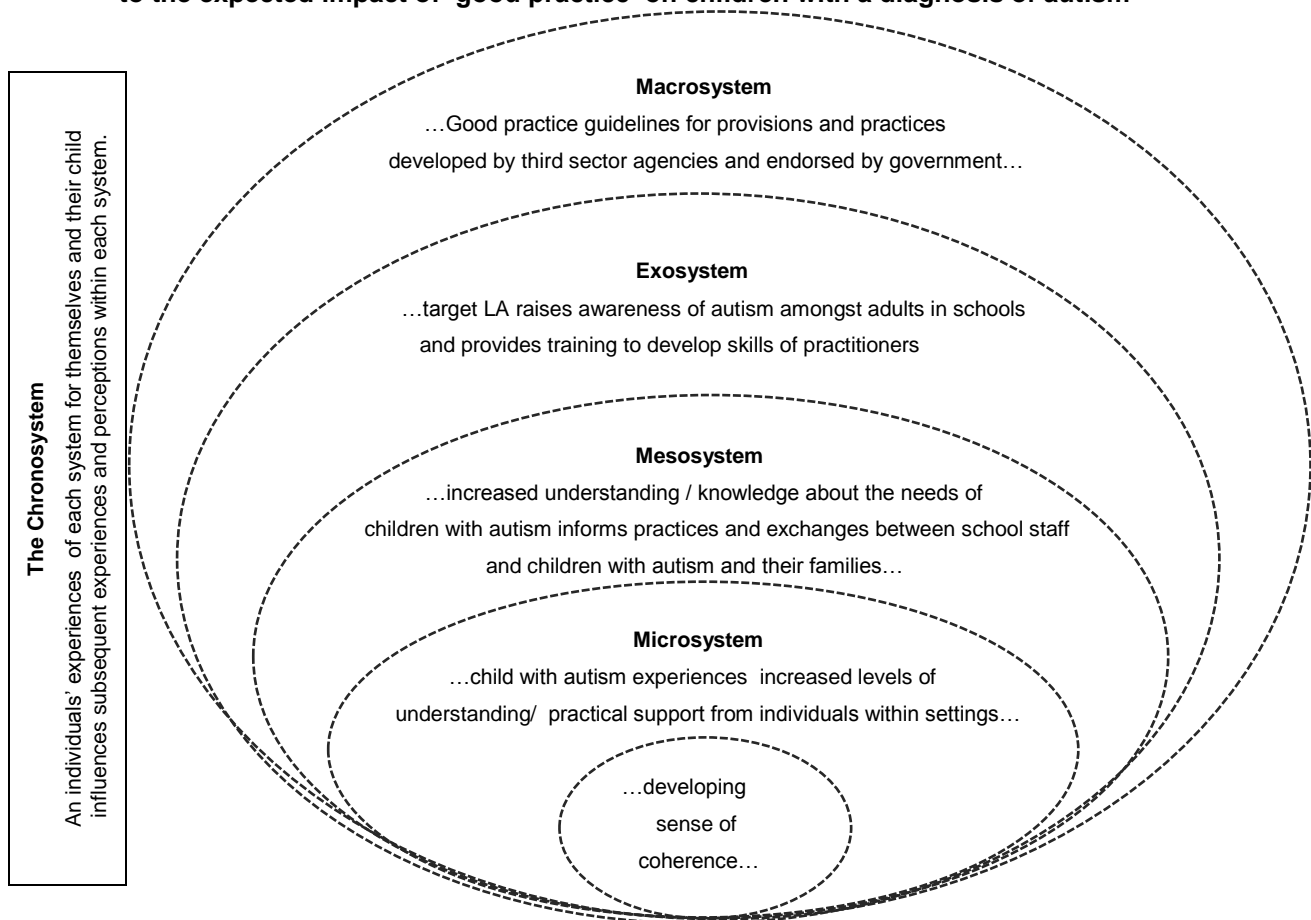 to the expected impact of 'good practice' on children with a diagnosis of autism
The Chronosystem
An individuals' experiences of each system for themselves and their child
influences subsequent experiences and perceptions within each system.
Macrosystem
…Good practice guidelines for provisions and practices
developed by third sector agencies and endorsed by government…
Exosystem
…target LA raises awareness of autism amongst adults in schools
and provides training to develop skills of practitioners
Mesosystem
…increased understanding / knowledge about the needs of
children with autism informs practices and exchanges between school staff
and children with autism and their families…
Microsystem
…child with autism experiences increased levels of
understanding/ practical support from individuals within settings…
…developing
sense of
coherence…